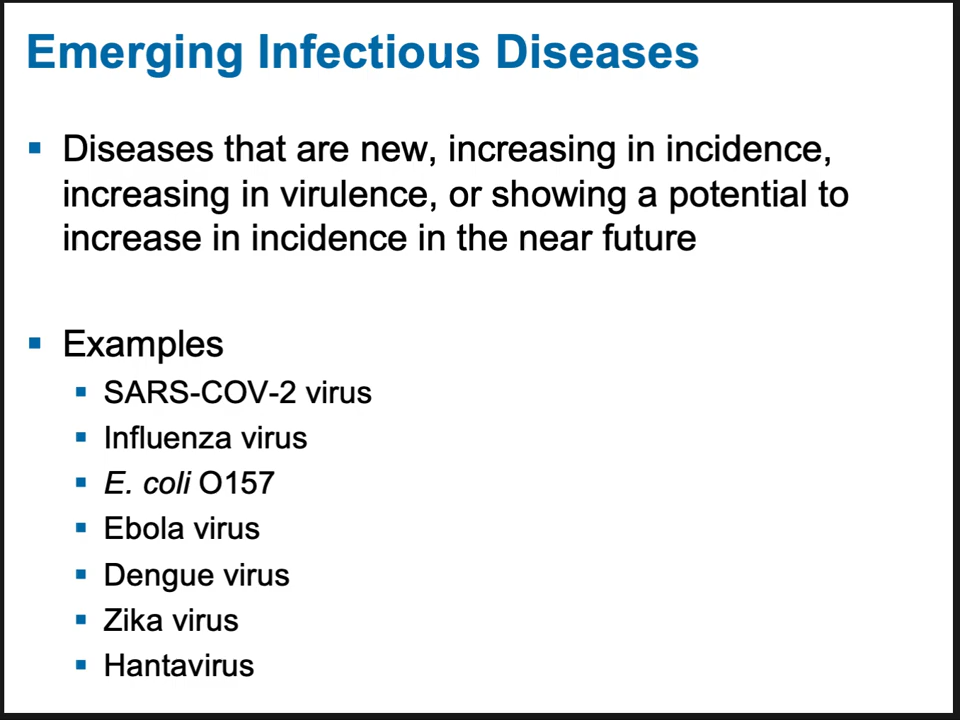 Emerging Infectious Diseases
▪ Diseases that are new, increasing in incidence,
increasing in virulence, or showing a potential to
increase in incidence in the near future
▪ Examples
▪ SARS-COV-2 virus
▪ Influenza virus
▪ E. coli O157
▪ Ebola virus
▪ Dengue virus
▪ Zika virus
▪ Hantavirus